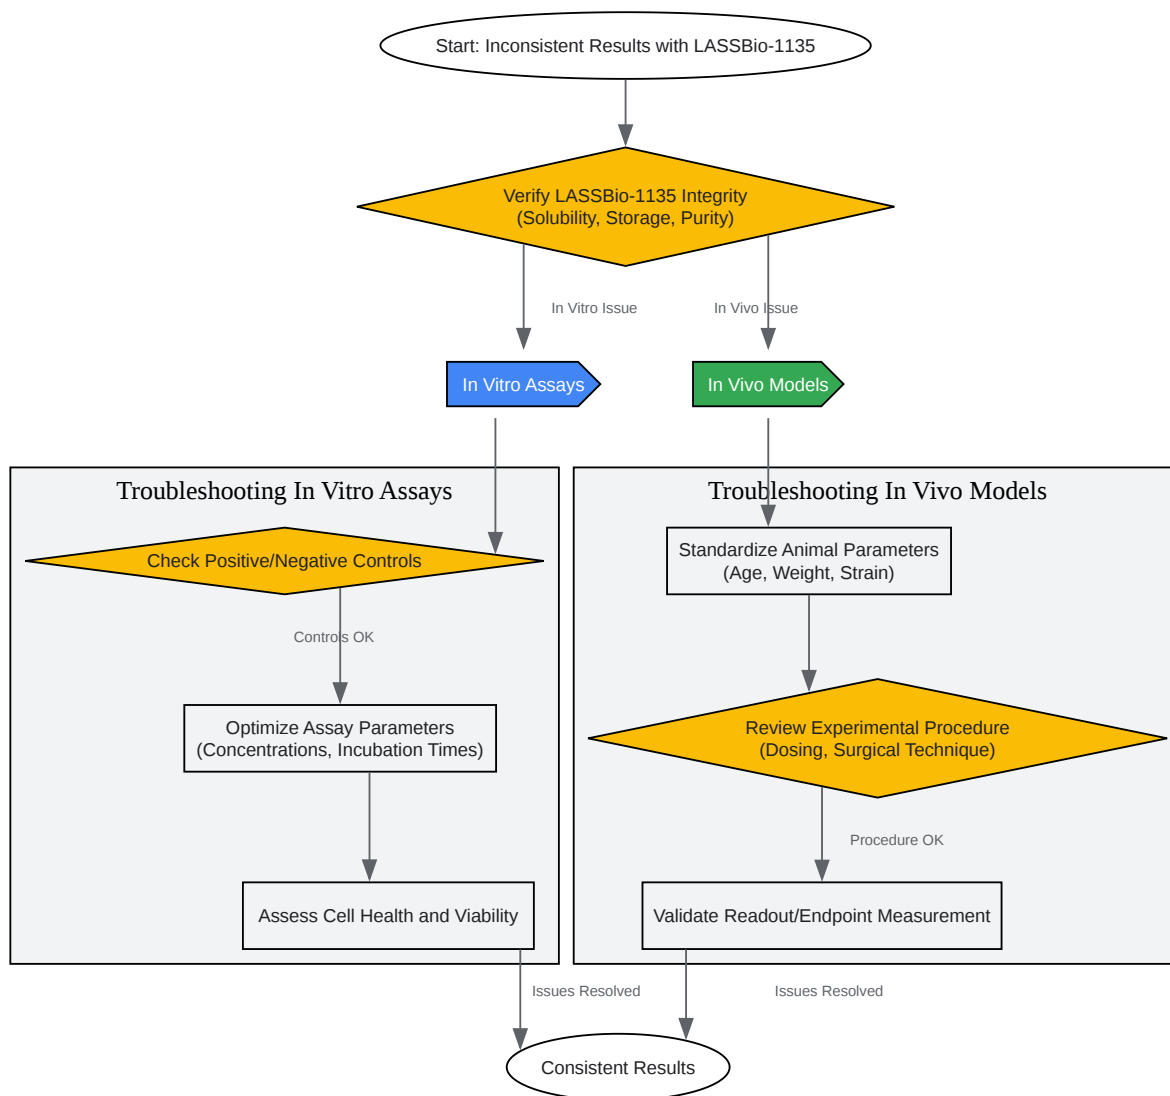 Start: Inconsistent Results with LASSBio-1135
Verify LASSBio-1135 Integrity
(Solubility, Storage, Purity)
In Vitro Issue
In Vivo Issue
In Vitro Assays
In Vivo Models
Troubleshooting In Vitro Assays
Check Positive/Negative Controls
Controls OK
Optimize Assay Parameters
(Concentrations, Incubation Times)
Assess Cell Health and Viability
Issues Resolved
Troubleshooting In Vivo Models
Standardize Animal Parameters
(Age, Weight, Strain)
Review Experimental Procedure
(Dosing, Surgical Technique)
Procedure OK
Validate Readout/Endpoint Measurement
Issues Resolved
Consistent Results